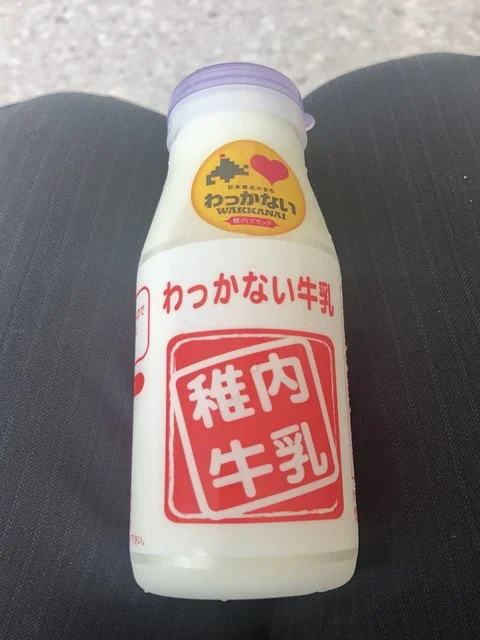 日本最北のまち
わっかない
WAKKANAI
稚内ブランド
わっかない牛乳
稚内
牛乳